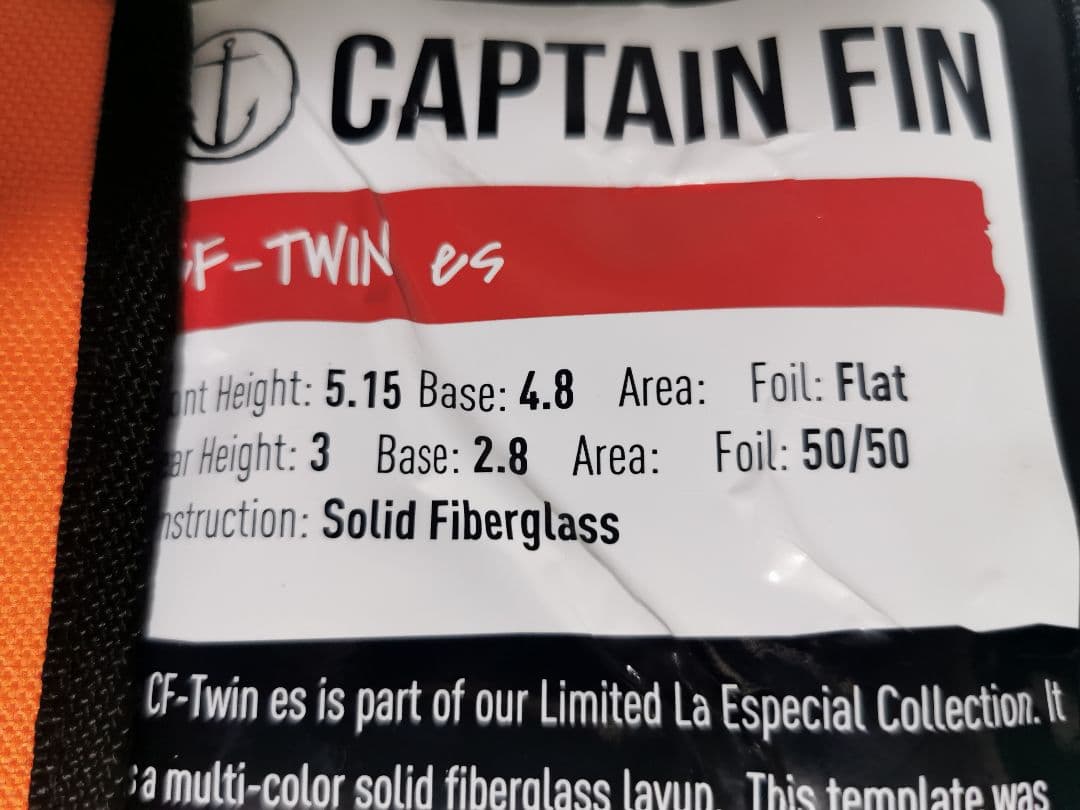 CAPTAIN FIN
CF-TWIN es
Height: 5.15 Base: 4.8 Area: Foil: Flat
Height: 3 Base: 2.8 Area: Foil: 50/50
Solid Fiberglass
CF-Twin es is part of our Limited La Especial Collection. It
a multi-color solid fiberglass layup. This template was